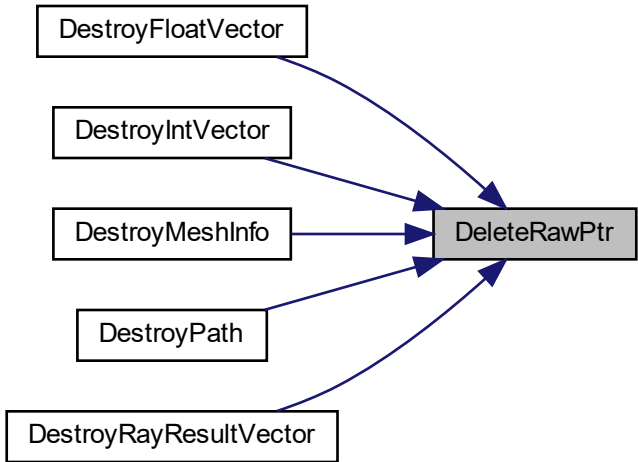 DestroyFloatVector
DestroyIntVector
DestroyMeshInfo
DeleteRawPtr
DestroyPath
DestroyRayResultVector